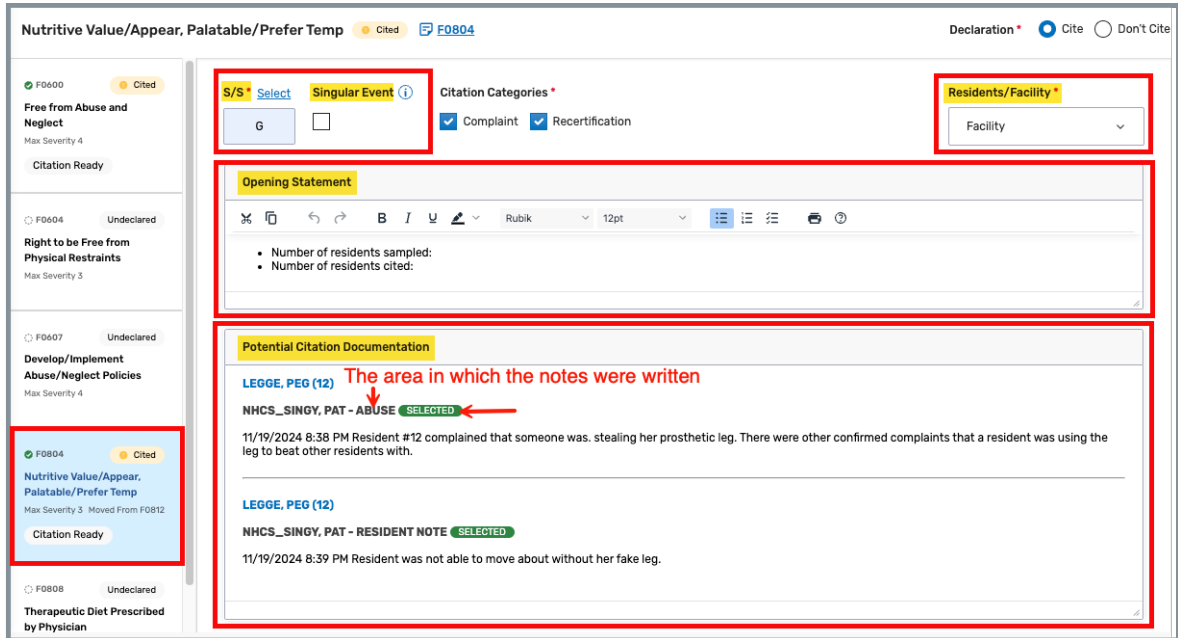 Nutritive Value/Appear, Palatable/Prefer Temp Cited F0804 Declaration * Cite Don't Cite
F0600 Cited
Free from Abuse and
Neglect
Max Severity 4
Citation Ready
F0604 Undeclared
Right to be Free from
Physical Restraints
Max Severity 3
F0607 Undeclared
Develop/Implement
Abuse/Neglect Policies
Max Severity 4
F0804 Cited
Nutritive Value/Appear,
Palatable/Prefer Temp
Max Severity 3 Moved From F0812
Citation Ready
F0808 Undeclared
Therapeutic Diet Prescribed
by Physician
S/S * Select Singular Event Citation Categories * Residents/Facility *
G Complaint Recertification Facility
Opening Statement
B I U Rubik 12pt
• Number of residents sampled:
• Number of residents cited:
Potential Citation Documentation
The area in which the notes were written
LEGGE, PEG (12)
NHCS_SINGY, PAT - ABUSE SELECTED
11/19/2024 8:38 PM Resident #12 complained that someone was. stealing her prosthetic leg. There were other confirmed complaints that a resident was using the
leg to beat other residents with.
LEGGE, PEG (12)
NHCS_SINGY, PAT - RESIDENT NOTE SELECTED
11/19/2024 8:39 PM Resident was not able to move about without her fake leg.